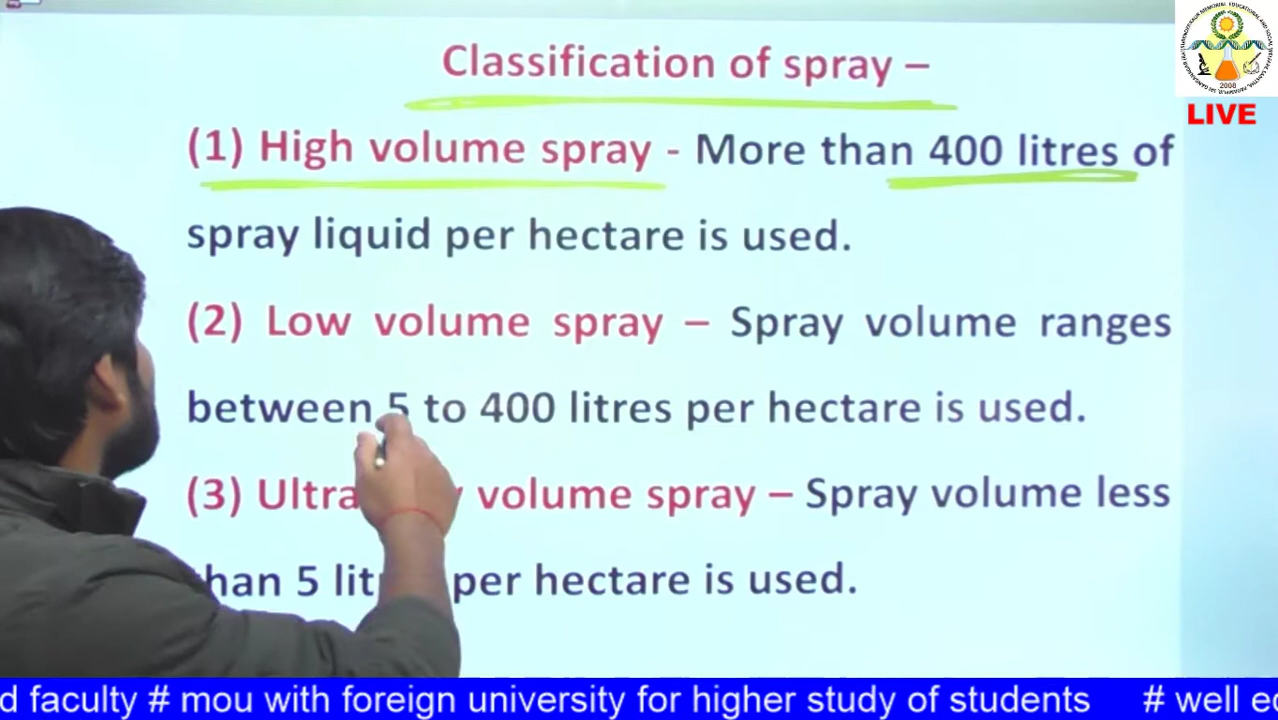 Classification of spray –
(1) High volume spray - More than 400 litres of
spray liquid per hectare is used.
(2) Low volume spray – Spray volume ranges
between 5 to 400 litres per hectare is used.
(3) Ultra volume spray – Spray volume less
than 5 per hectare is used.
2008
LIVE
faculty # mou with foreign university for higher study of students # well